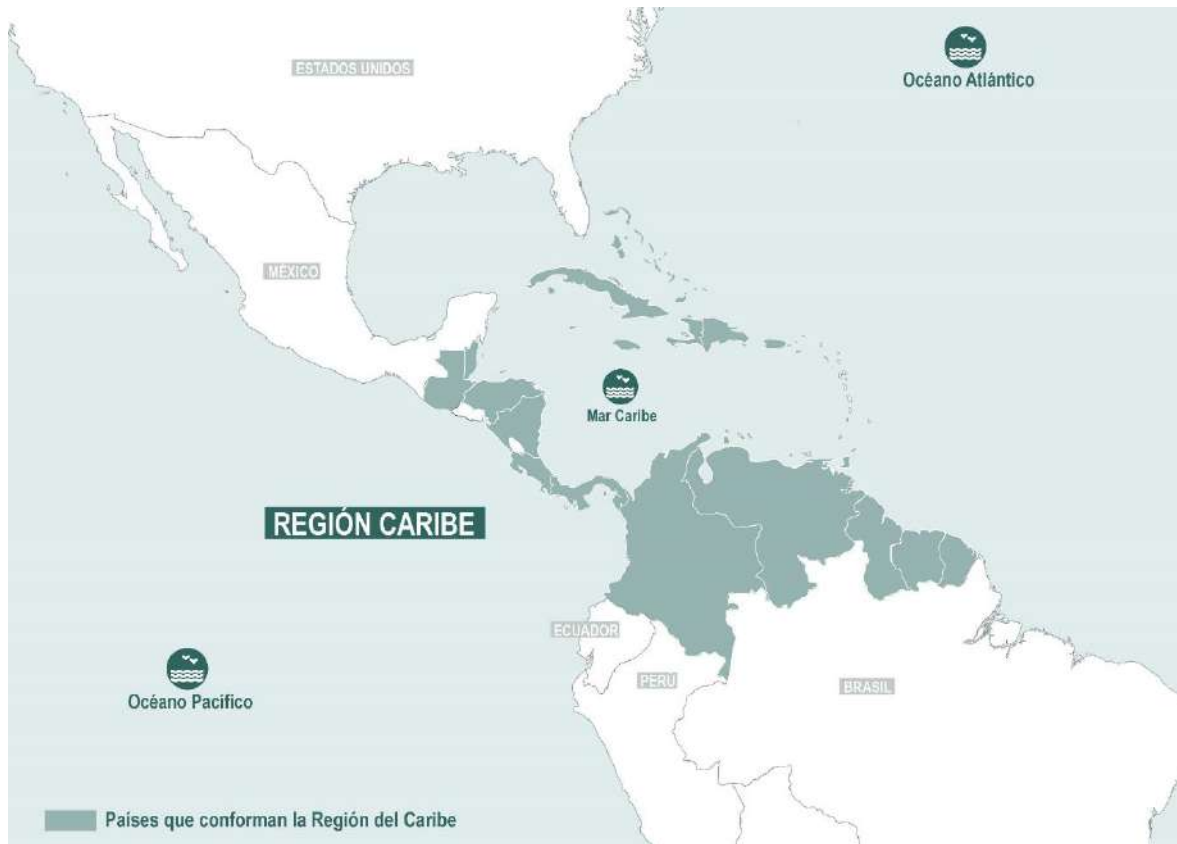 ESTADOS UNIDOS
Océano Atlántico
MÉXICO
Mar Caribe
REGIÓN CARIBE
ECUADOR
PERU
BRASIL
Océano Pacífico
Países que conforman la Región del Caribe